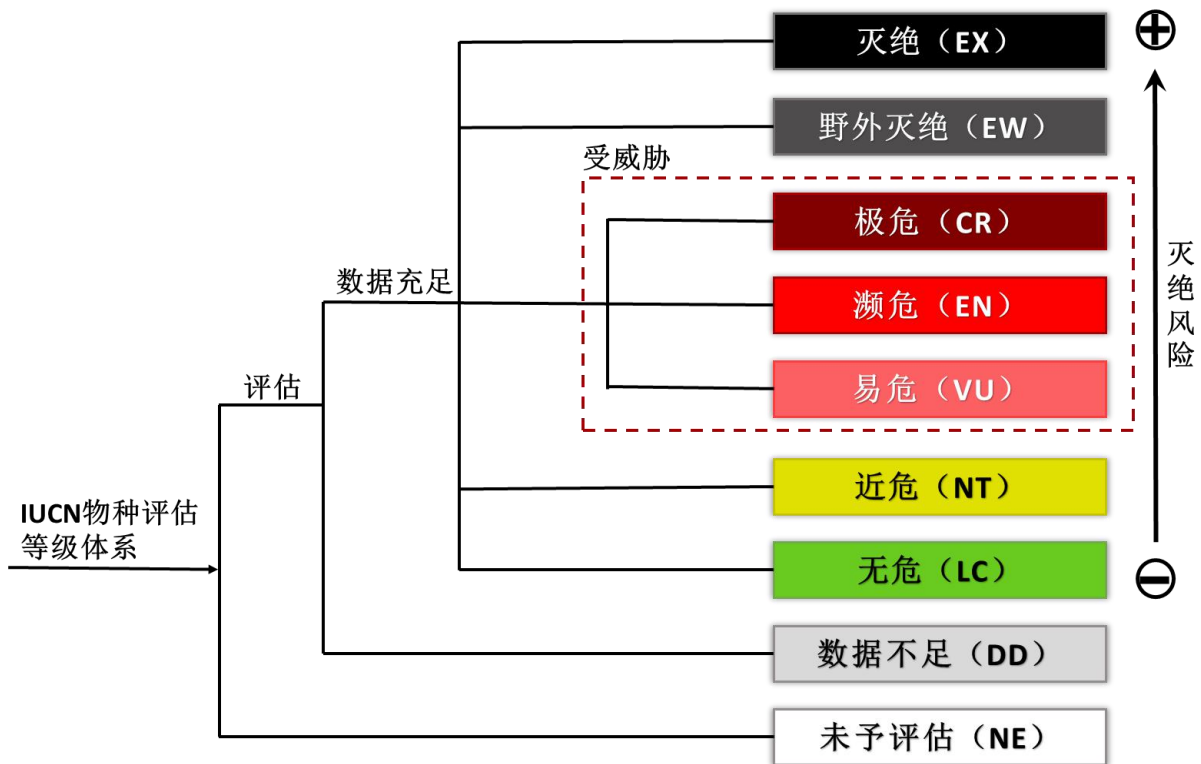 灭绝（EX）
野外灭绝（EW）
受威胁
极危（CR）
数据充足
濒危（EN）
灭绝风险
评估
易危（VU）
近危（NT）
IUCN物种评估
等级体系
无危（LC）
数据不足（DD）
未予评估（NE）